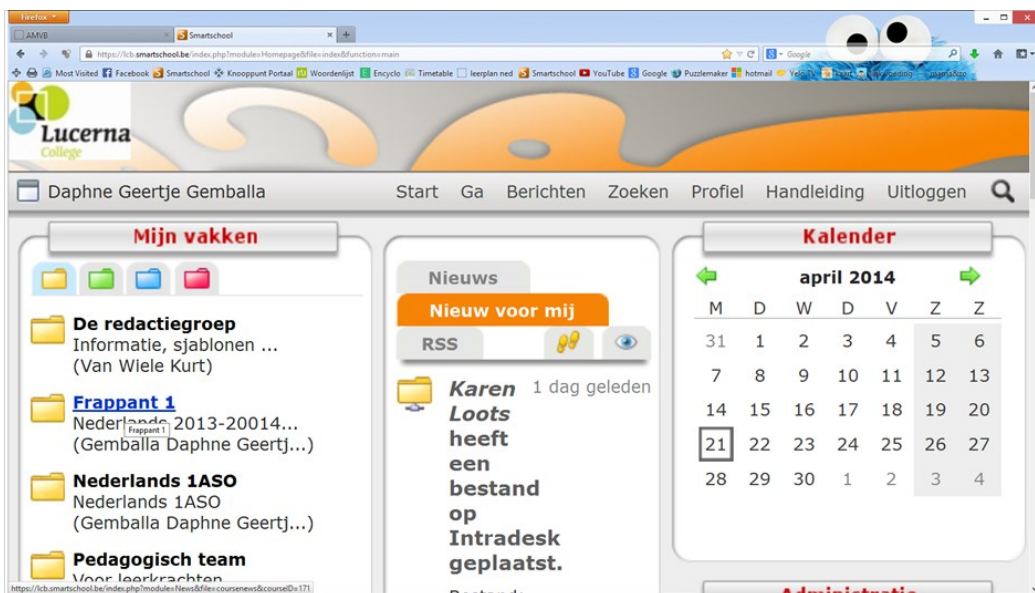 Firefox
AMVB
Smartschool
https://lcb.smartschool.be/index.php?module=Homepage&file=index&function=main
Google
Most Visited Facebook Smartschool Knooppunt Portaal Woordenlijst Encyclo Timetable leerplan ned Smartschool YouTube Google Puzzlemaker hotmail Yelo TV
Lucerna
College
Daphne Geertje Gemballa
Start Ga Berichten Zoeken Profiel Handleiding Uitloggen
Mijn vakken
De redactiegroep
Informatie, sjablonen ...
(Van Wiele Kurt)
Frappant 1
Nederlands 2013-20014...
Frappant 1
(Gemballa Daphne Geertj...)
Nederlands 1ASO
Nederlands 1ASO
(Gemballa Daphne Geertj...)
Pedagogisch team
Voor leerkrachten
https://lcb.smartschool.be/index.php?module=News&file=coursenews&courseID=171
Nieuws
Nieuw voor mij
RSS
Karen 1 dag geleden
Loots
heeft
een
bestand
op
Intradesk
geplaatst.
Bestand:
Kalender
april 2014
M D W D V Z Z
31 1 2 3 4 5 6
7 8 9 10 11 12 13
14 15 16 17 18 19 20
21 22 23 24 25 26 27
28 29 30 1 2 3 4
Administratie